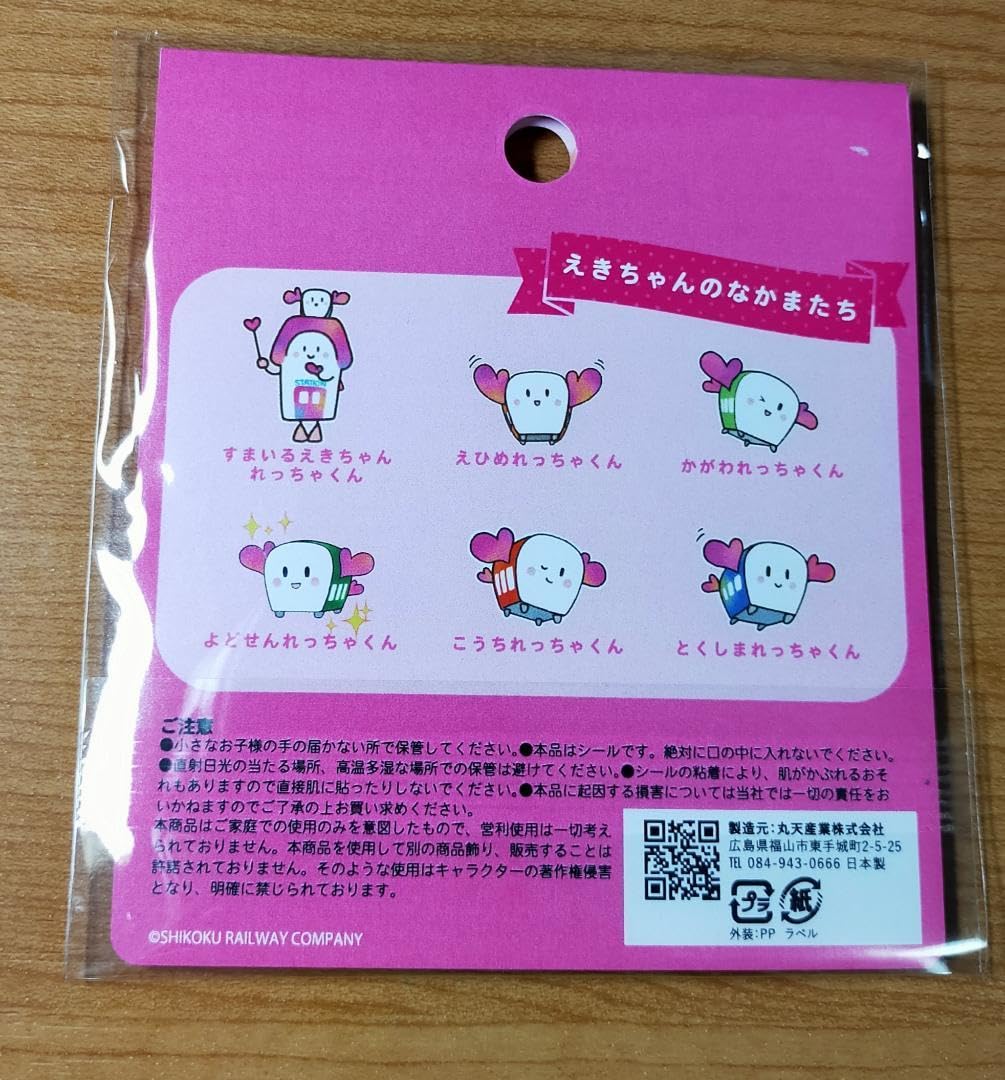 えきちゃんのなかまたち
STATION
すまいるえきちゃん
れっちゃくん
えひめれっちゃくん
かがわれっちゃくん
よどせんれっちゃくん
こうちれっちゃくん
とくしまれっちゃくん
ご注意
●小さなお子様の手の届かない所で保管してください。●本品はシールです。絶対に口の中に入れないでください。
●直射日光の当たる場所、高温多湿な場所での保管は避けてください。●シールの粘着により、肌がかぶれるおそ
れもありますので直接肌に貼ったりしないでください。●本品に起因する損害については当社では一切の責任をお
いかねますのでご了承の上お買い求めください。
本商品はご家庭での使用のみを意図したもので、営利使用は一切考え
られておりません。本商品を使用して別の商品飾り、販売することは
許諾されておりません。そのような使用はキャラクターの著作権侵害
となり、明確に禁じられております。
©SHIKOKU RAILWAY COMPANY
製造元：丸天産業株式会社
広島県福山市東手城町2-5-25
TEL 084-943-0666 日本製
プラ 紙
外装：PP ラベル